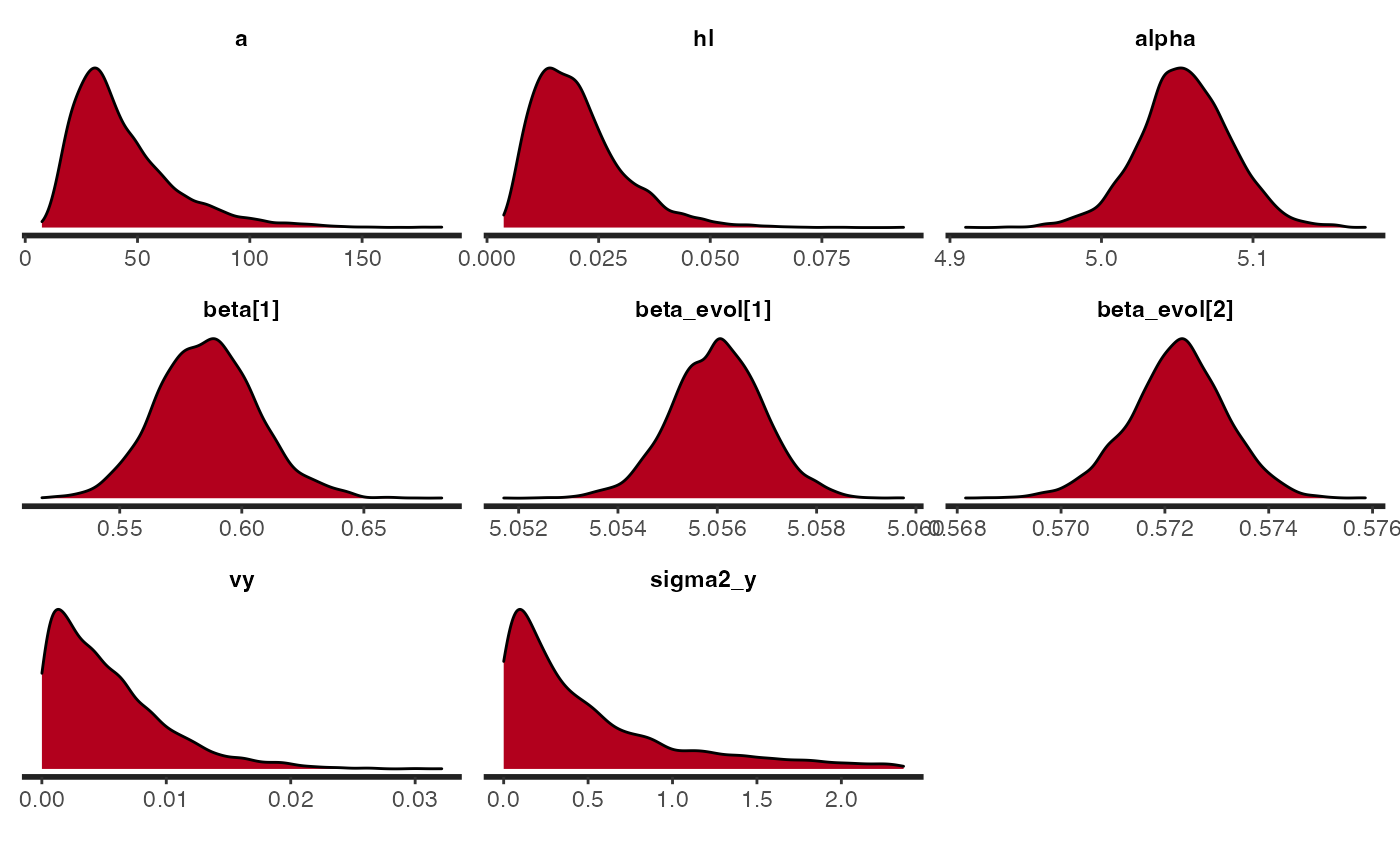 a hl alpha
0 50 100 150 0.000 0.025 0.050 0.075 4.9 5.0 5.1
beta[1] beta_evol[1] beta_evol[2]
0.55 0.60 0.65 5.052 5.054 5.056 5.058 5.060 0.568 0.570 0.572 0.574 0.576
vy sigma2_y
0.00 0.01 0.02 0.03 0.0 0.5 1.0 1.5 2.0